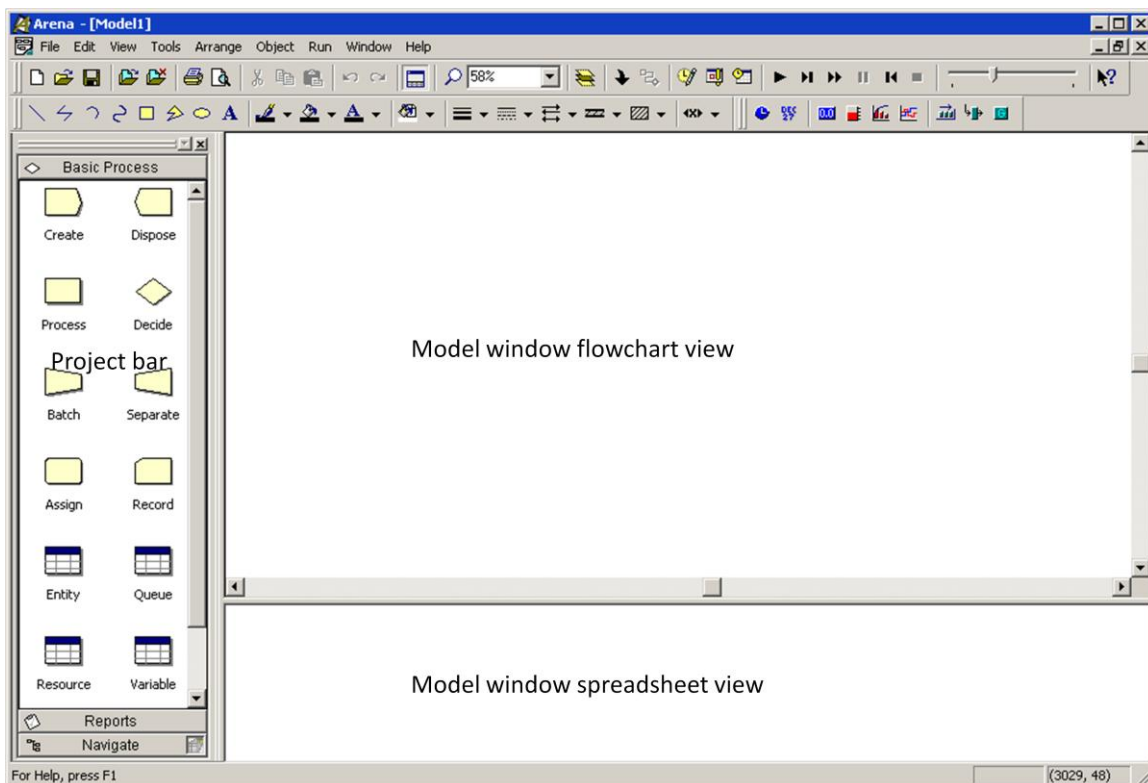 Arena - [Model1]
File Edit View Tools Arrange Object Run Window Help
58%
A A
0.0
Basic Process
Create Dispose
Process Decide
Project bar
Batch Separate
Assign Record
Entity Queue
Resource Variable
Reports
Navigate
Model window flowchart view
Model window spreadsheet view
For Help, press F1 (3029, 48)